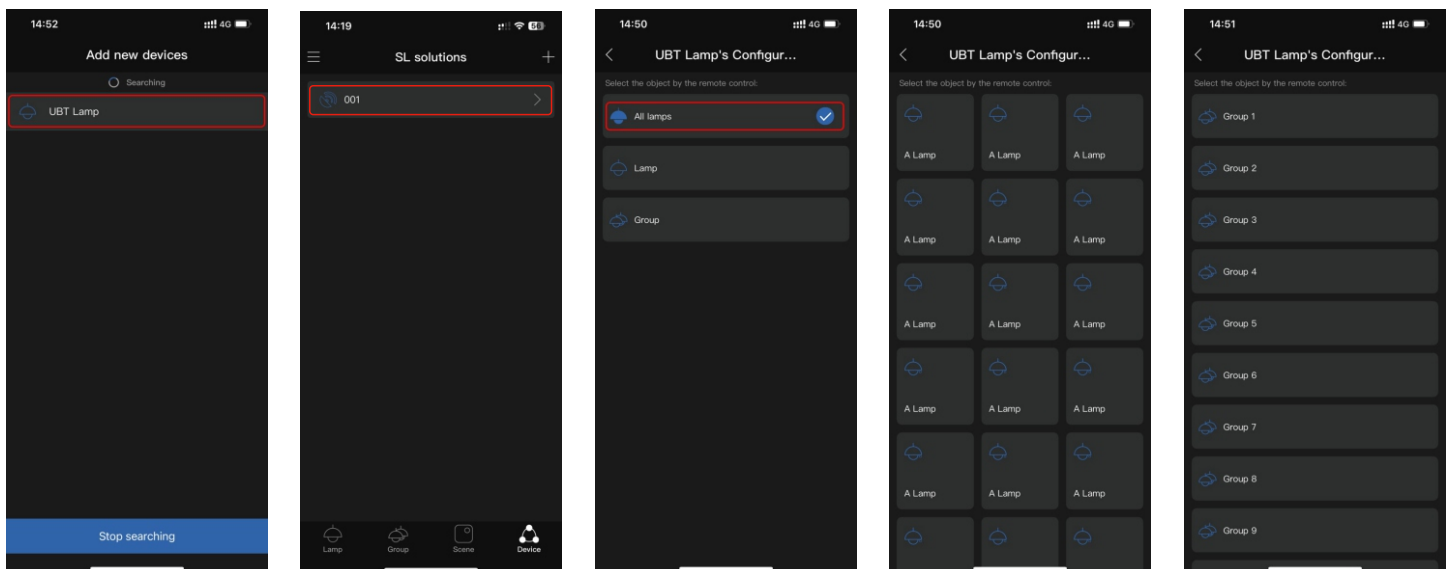 14:52
4G
Add new devices
Searching
UBT Lamp
Stop searching
14:19
SL solutions
001
Lamp Group Scene Device
14:50
4G
UBT Lamp's Configur...
Select the object by the remote control:
All lamps
Lamp
Group
14:50
4G
UBT Lamp's Configur...
Select the object by the remote control:
A Lamp A Lamp A Lamp
A Lamp A Lamp A Lamp
A Lamp A Lamp A Lamp
A Lamp A Lamp A Lamp
A Lamp A Lamp A Lamp
14:51
4G
UBT Lamp's Configur...
Select the object by the remote control:
Group 1
Group 2
Group 3
Group 4
Group 5
Group 6
Group 7
Group 8
Group 9